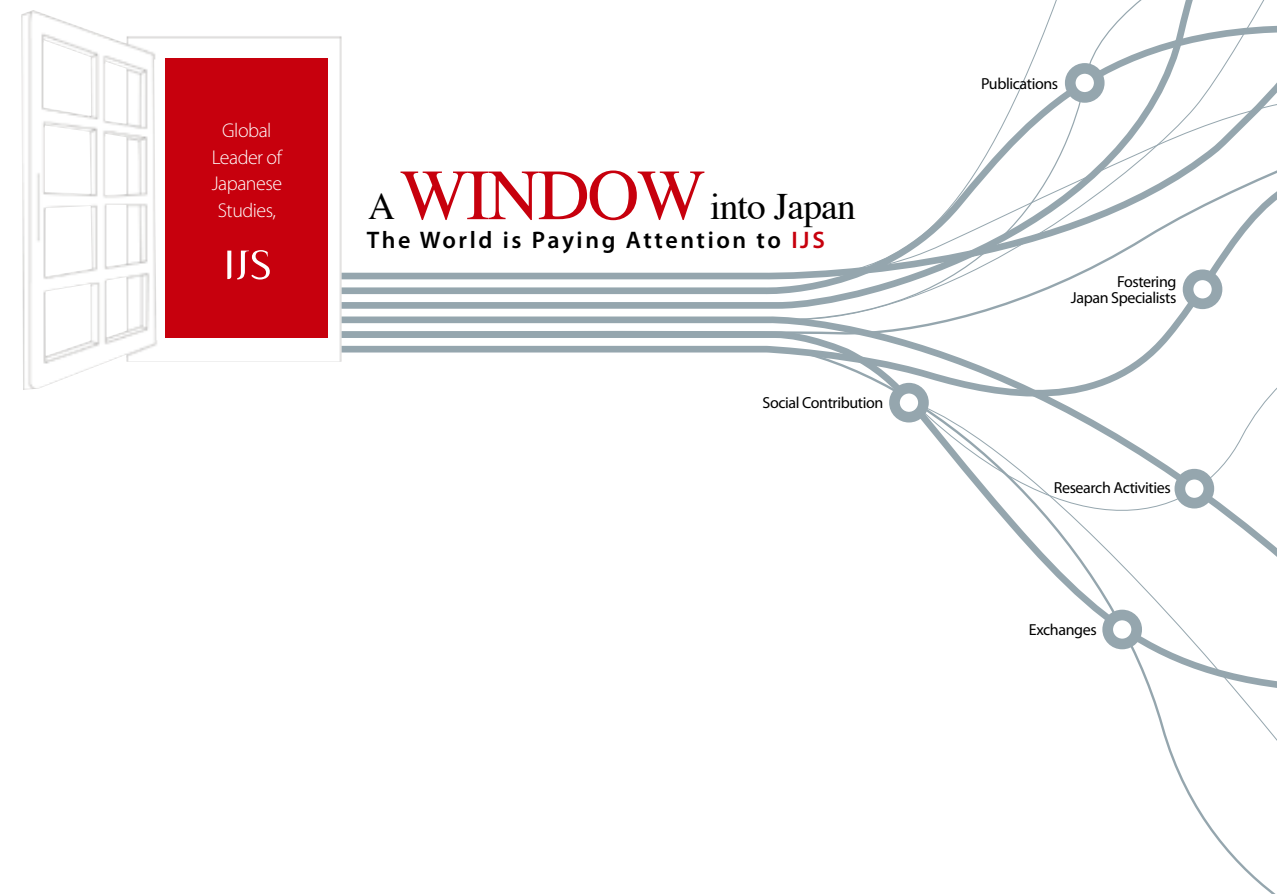 Global
Leader of
Japanese
Studies,
IJS
A WINDOW into Japan
The World is Paying Attention to IJS
Publications
Fostering
Japan Specialists
Social Contribution
Research Activities
Exchanges